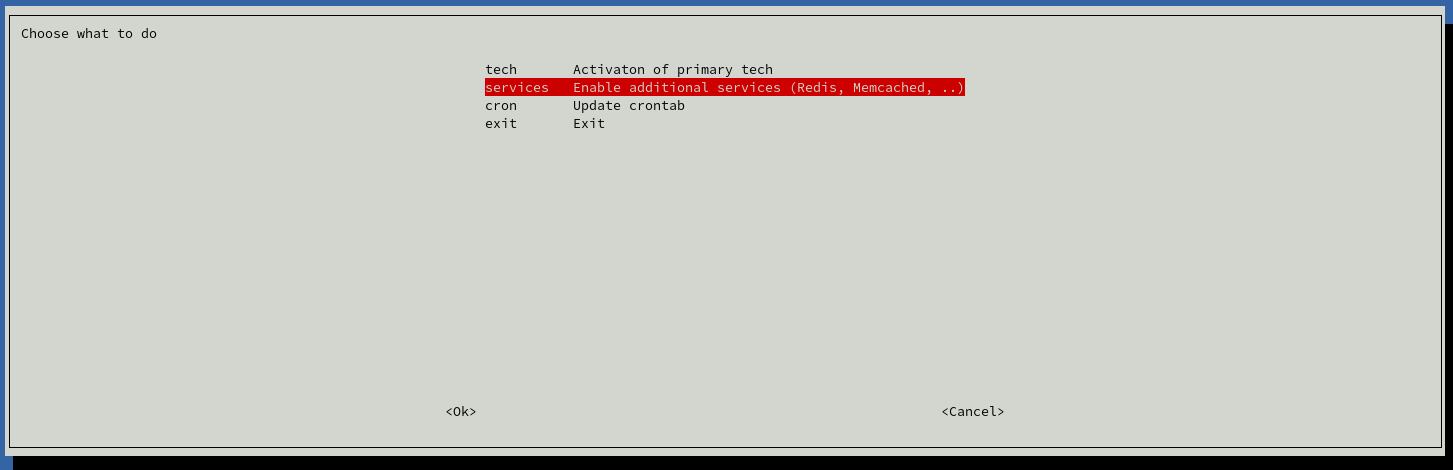 Choose what to do
tech Activaton of primary tech
services Enable additional services (Redis, Memcached, ..)
cron Update crontab
exit Exit
<Ok> <Cancel>